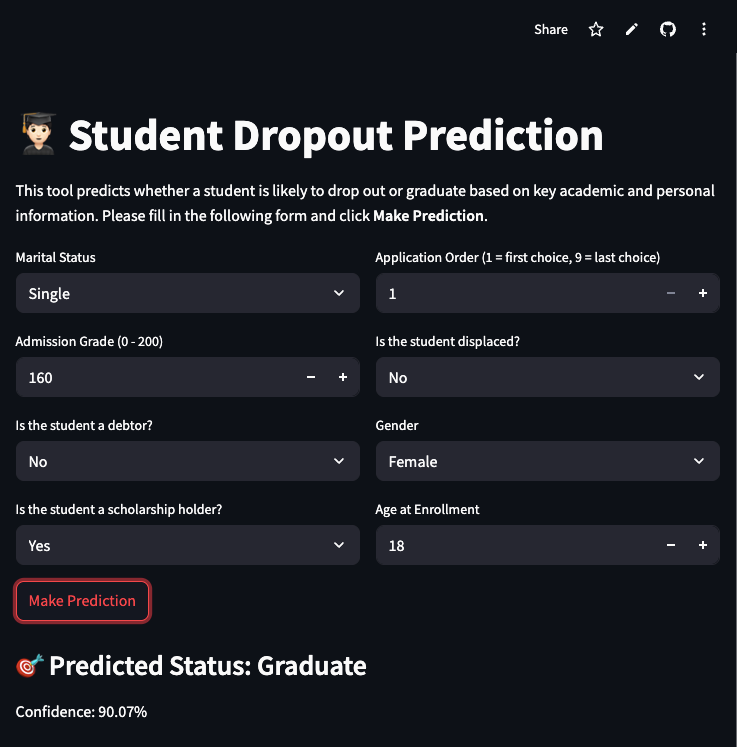 Share
Student Dropout Prediction
This tool predicts whether a student is likely to drop out or graduate based on key academic and personal
information. Please fill in the following form and click Make Prediction.
Marital Status
Single
Application Order (1 = first choice, 9 = last choice)
1
Admission Grade (0 - 200)
160
Is the student displaced?
No
Is the student a debtor?
No
Gender
Female
Is the student a scholarship holder?
Yes
Age at Enrollment
18
Make Prediction
Predicted Status: Graduate
Confidence: 90.07%